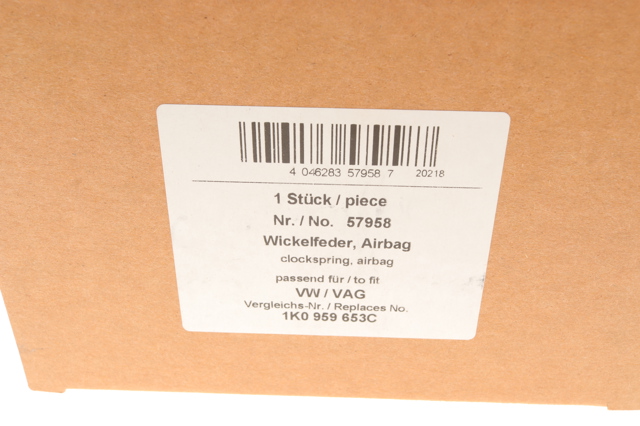 4 046283 57958 7 20218
1 Stück / piece
Nr. / No. 57958
Wickelfeder, Airbag
clockspring, airbag
passend für / to fit
VW / VAG
Vergleichs-Nr. / Replaces No.
1K0 959 653C